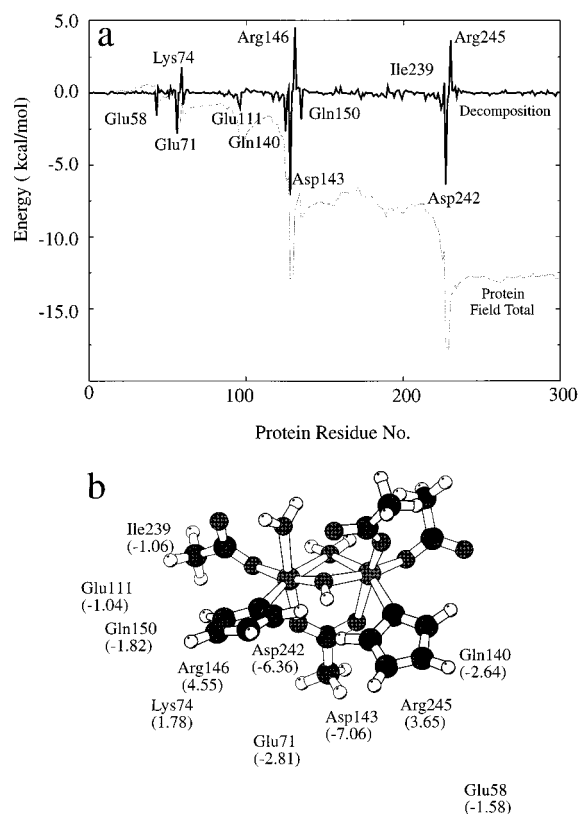 a
5.0
0.0
-5.0
-10.0
-15.0
Energy ( kcal/mol)
Arg146
Arg245
Lys74
Ile239
Glu58
Glu111
Gln150
Decomposition
Glu71
Gln140
Asp143
Asp242
Protein
Field Total
0
100
200
300
Protein Residue No.
b
Ile239
(-1.06)
Glu111
(-1.04)
Gln150
(-1.82)
Arg146
(4.55)
Asp242
(-6.36)
Gln140
(-2.64)
Lys74
(1.78)
Asp143
(-7.06)
Arg245
(3.65)
Glu71
(-2.81)
Glu58
(-1.58)